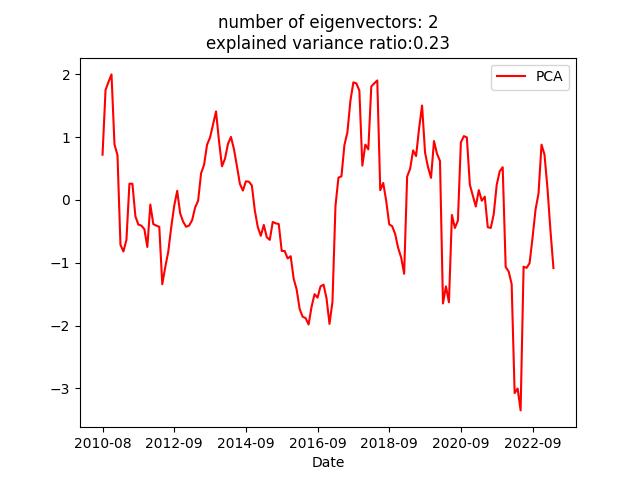 number of eigenvectors: 2
explained variance ratio:0.23
PCA
2
1
0
−1
−2
−3
2010-08 2012-09 2014-09 2016-09 2018-09 2020-09 2022-09
Date